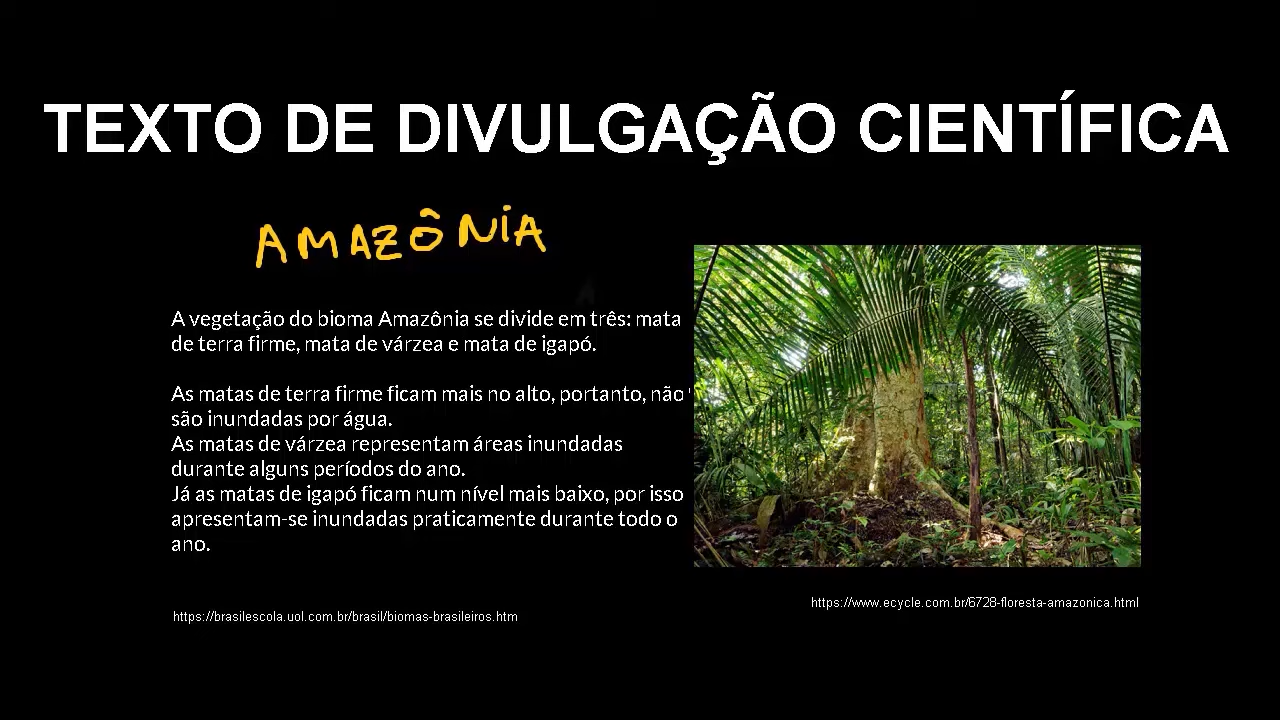 TEXTO DE DIVULGAÇÃO CIENTÍFICA
AMAZÔNIA
A vegetação do bioma Amazônia se divide em três: mata
de terra firme, mata de várzea e mata de igapó.
As matas de terra firme ficam mais no alto, portanto, não
são inundadas por água.
As matas de várzea representam áreas inundadas
durante alguns períodos do ano.
Já as matas de igapó ficam num nível mais baixo, por isso
apresentam-se inundadas praticamente durante todo o
ano.
https://www.ecycle.com.br/6728-floresta-amazonica.html
https://brasilescola.uol.com.br/brasil/biomas-brasileiros.htm